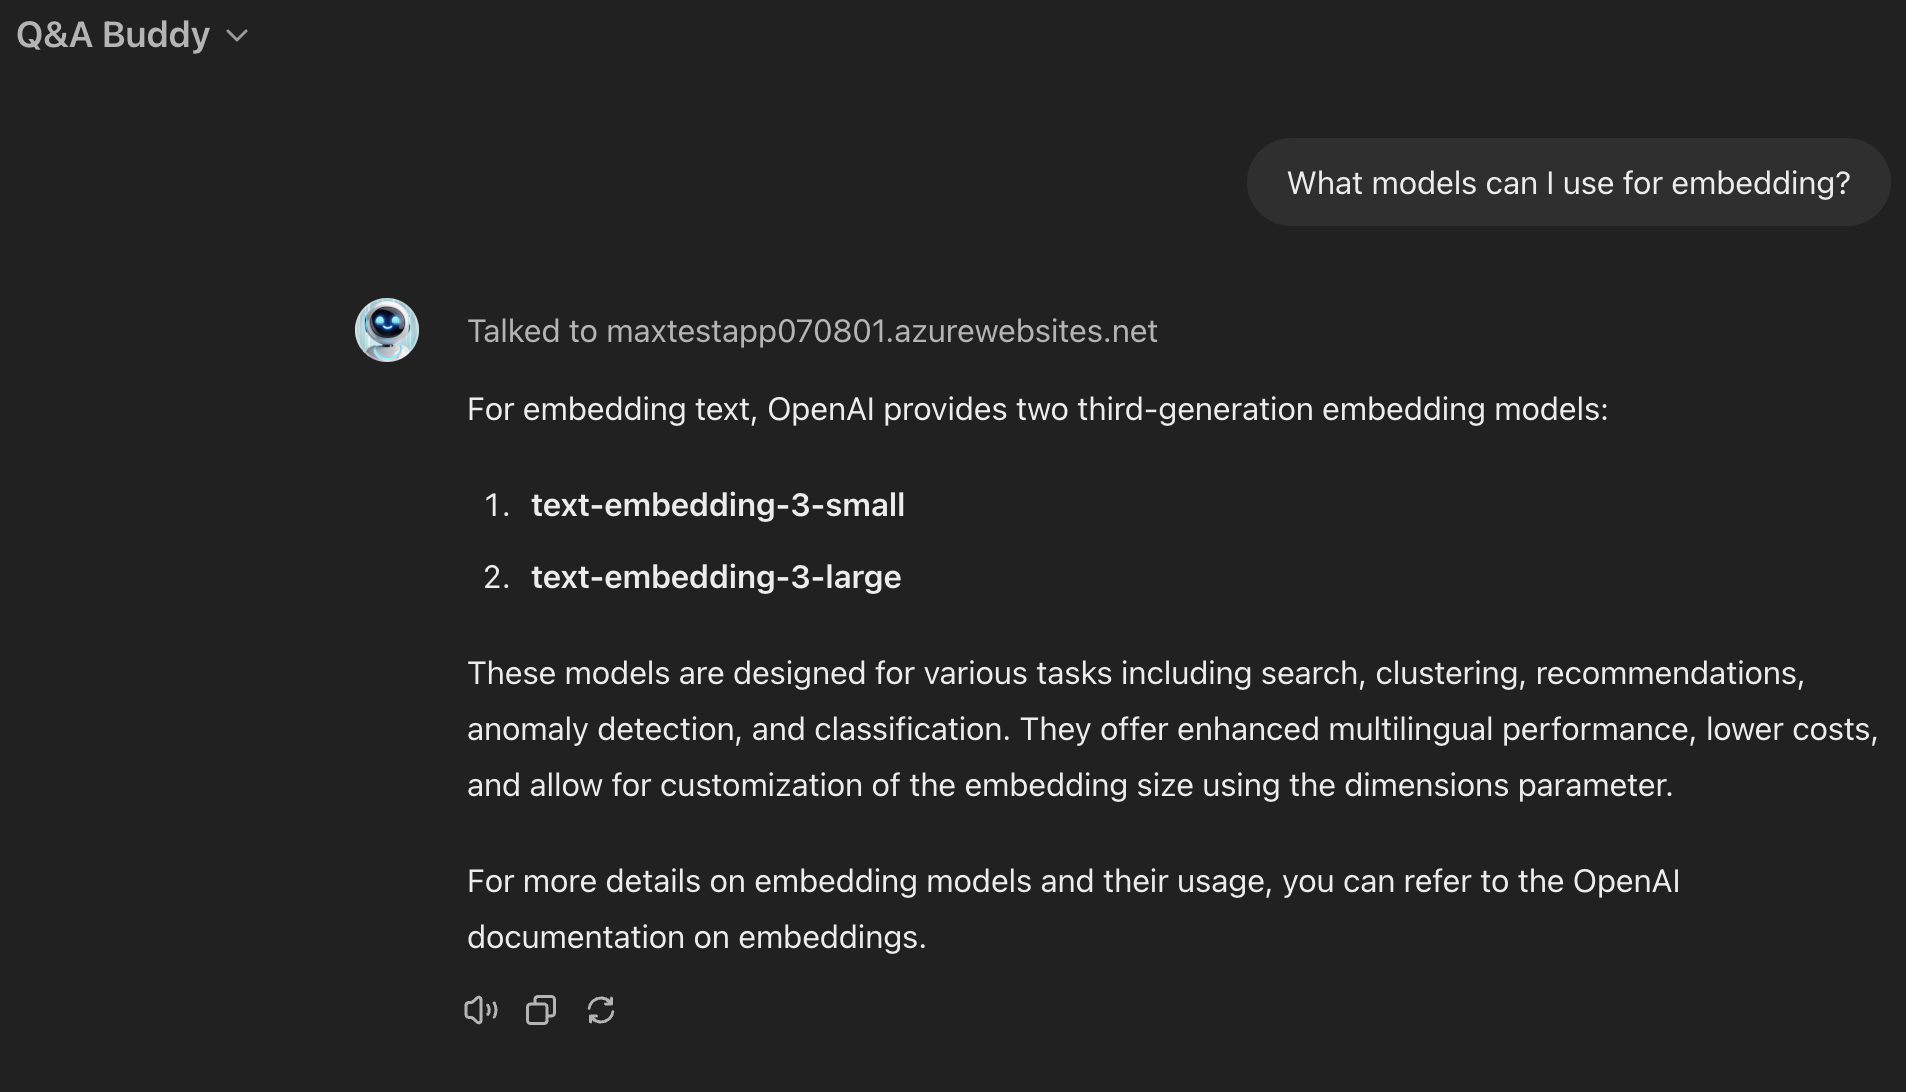 Q&A Buddy
What models can I use for embedding?
Talked to maxtestapp070801.azurewebsites.net
For embedding text, OpenAI provides two third-generation embedding models:
1. text-embedding-3-small
2. text-embedding-3-large
These models are designed for various tasks including search, clustering, recommendations,
anomaly detection, and classification. They offer enhanced multilingual performance, lower costs,
and allow for customization of the embedding size using the dimensions parameter.
For more details on embedding models and their usage, you can refer to the OpenAI
documentation on embeddings.